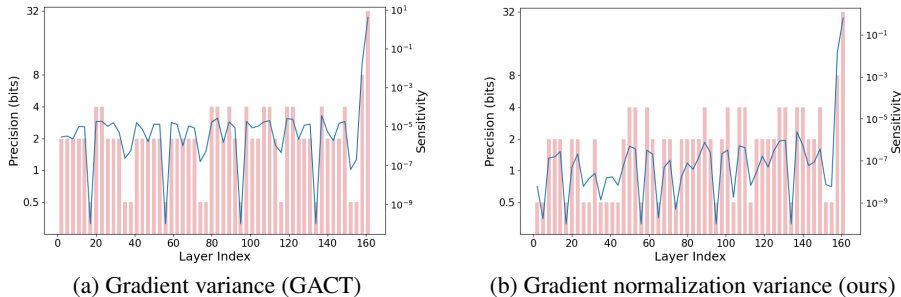 32
8
4
2
1
0.5
Precision (bits)
10¹
10⁻¹
10⁻³
10⁻⁵
10⁻⁷
10⁻⁹
Sensitivity
0 20 40 60 80 100 120 140 160
Layer Index
(a) Gradient variance (GACT)
32
8
4
2
1
0.5
Precision (bits)
10⁻¹
10⁻³
10⁻⁵
10⁻⁷
10⁻⁹
Sensitivity
0 20 40 60 80 100 120 140 160
Layer Index
(b) Gradient normalization variance (ours)